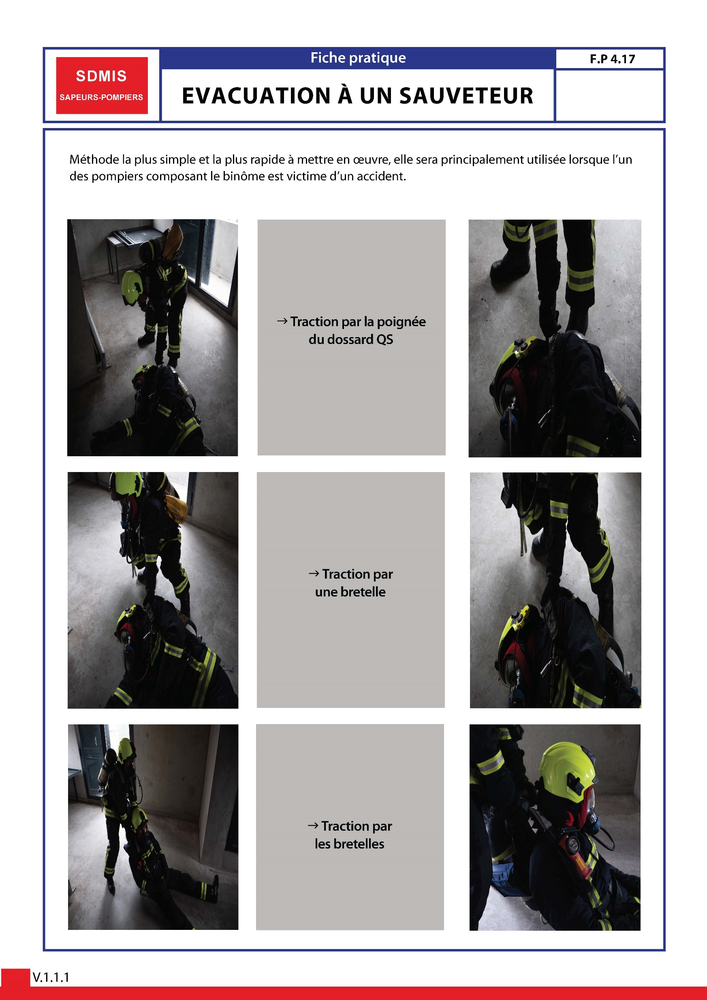 SDMIS
SAPEURS-POMPIERS
Fiche pratique
F.P 4.17
EVACUATION À UN SAUVETEUR
Méthode la plus simple et la plus rapide à mettre en œuvre, elle sera principalement utilisée lorsque l’un
des pompiers composant le binôme est victime d’un accident.
→ Traction par la poignée
du dossard QS
→ Traction par
une bretelle
→ Traction par
les bretelles
V.1.1.1